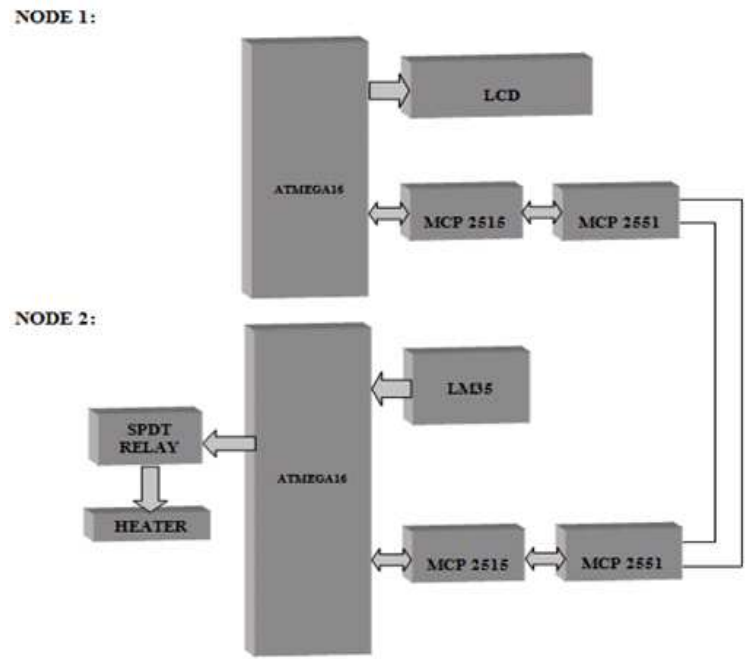 NODE 1:
LCD
ATMEGA16
MCP 2515
MCP 2551
NODE 2:
LM35
SPDT
RELAY
ATMEGA16
HEATER
MCP 2515
MCP 2551